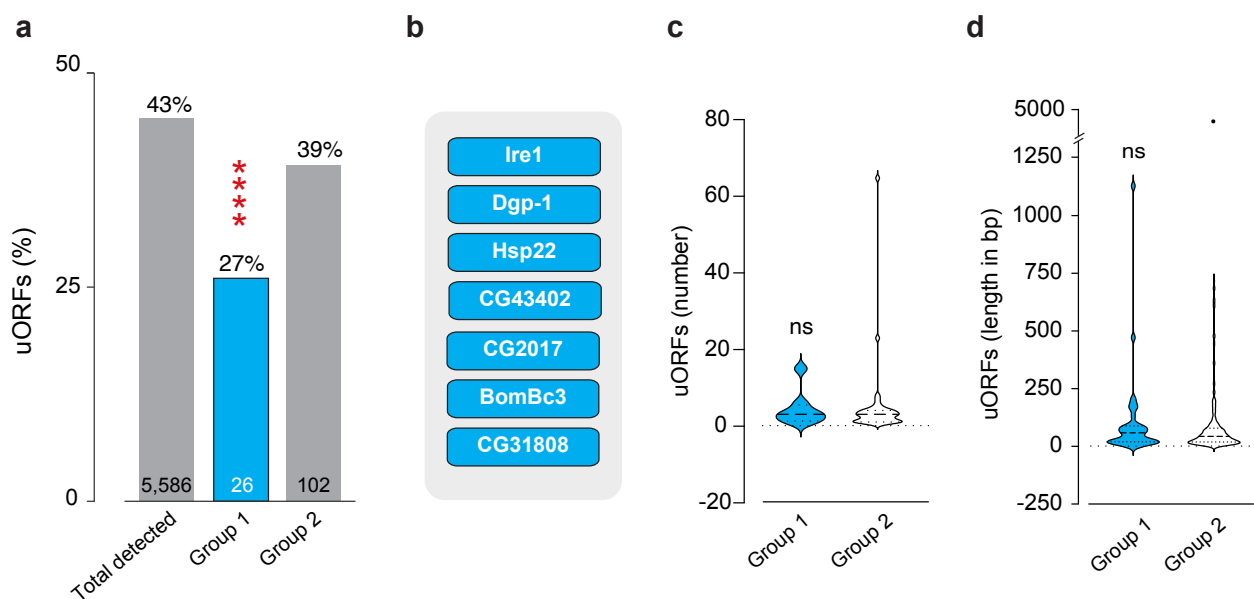 a
uORFs (%)
50
25
0
43%
27%
39%
****
5,586
26
102
Total detected
Group 1
Group 2
b
Ire1
Dgp-1
Hsp22
CG43402
CG2017
BomBc3
CG31808
c
uORFs (number)
80
60
40
20
0
-20
ns
Group 1
Group 2
d
uORFs (length in bp)
5000
1250
1000
750
500
250
0
-250
ns
Group 1
Group 2